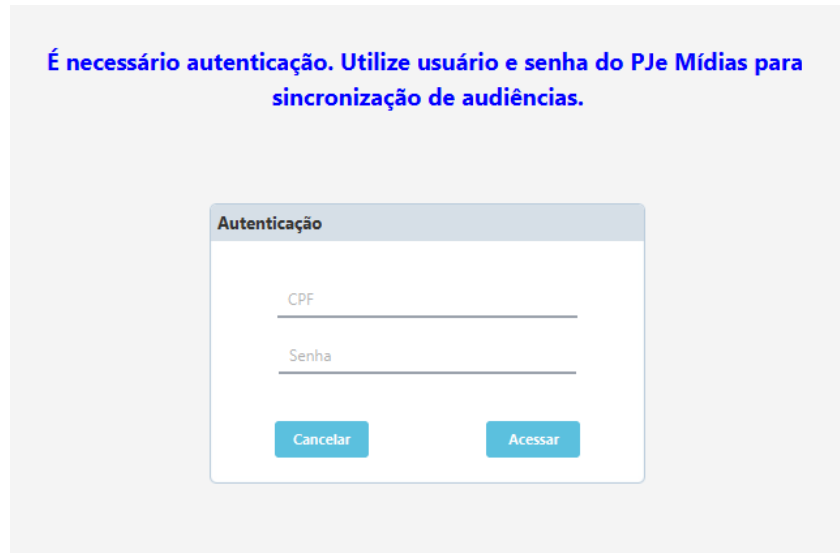 É necessário autenticação. Utilize usuário e senha do PJe Mídias para
sincronização de audiências.
Autenticação
CPF
Senha
Cancelar
Acessar